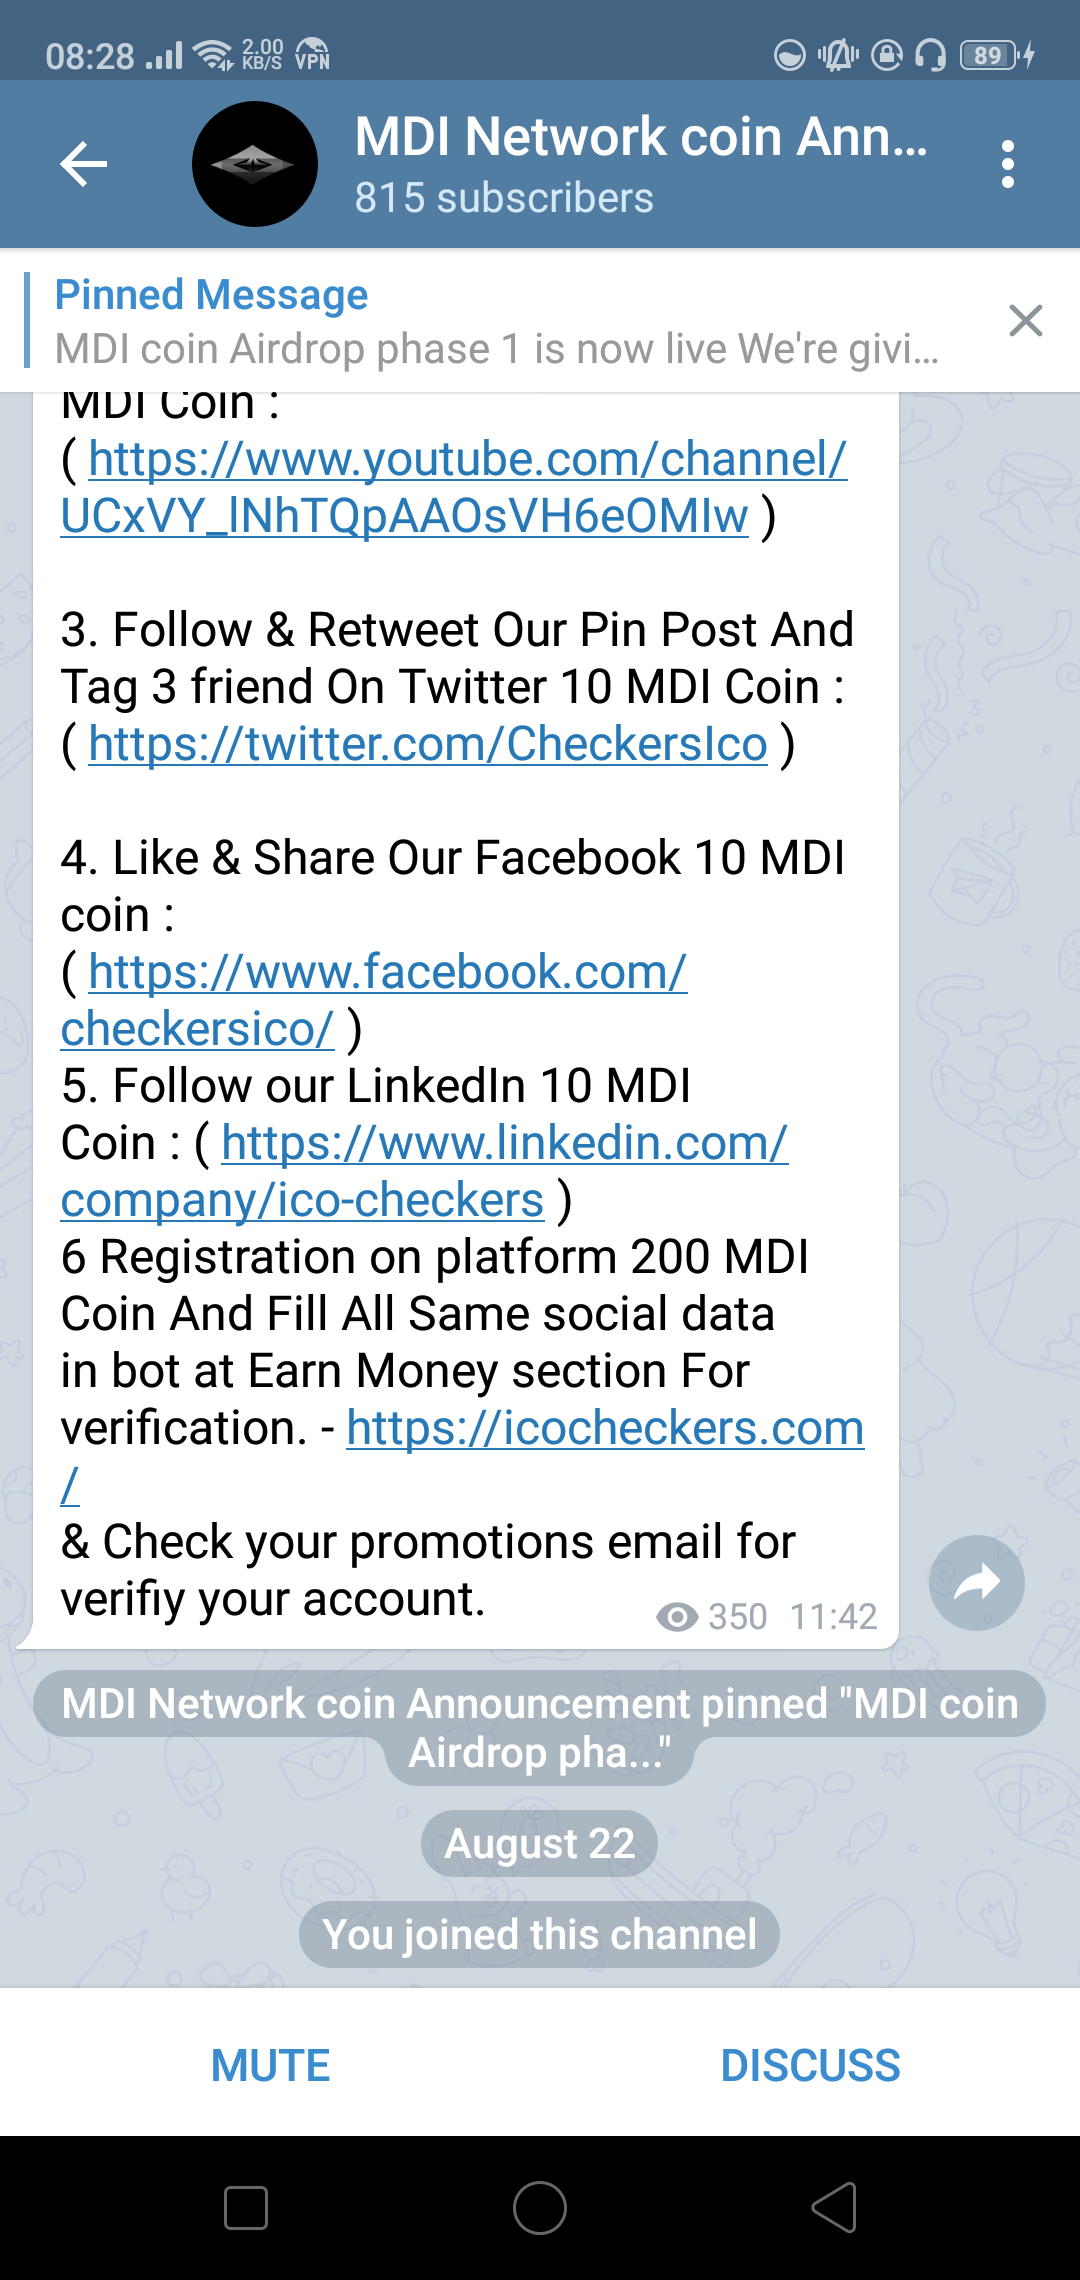 08:28 2.00 KB/S VPN 89
MDI Network coin Ann...
815 subscribers
Pinned Message
MDI coin Airdrop phase 1 is now live We're givi...
MDI Coin :
( https://www.youtube.com/channel/
UCxVY_lNhTQpAAOsVH6eOMIw )
3. Follow & Retweet Our Pin Post And
Tag 3 friend On Twitter 10 MDI Coin :
( https://twitter.com/CheckersIco )
4. Like & Share Our Facebook 10 MDI
coin :
( https://www.facebook.com/
checkersico/ )
5. Follow our LinkedIn 10 MDI
Coin : ( https://www.linkedin.com/
company/ico-checkers )
6 Registration on platform 200 MDI
Coin And Fill All Same social data
in bot at Earn Money section For
verification. - https://icocheckers.com
/
& Check your promotions email for
verifiy your account.
350 11:42
MDI Network coin Announcement pinned "MDI coin
Airdrop pha..."
August 22
You joined this channel
MUTE DISCUSS